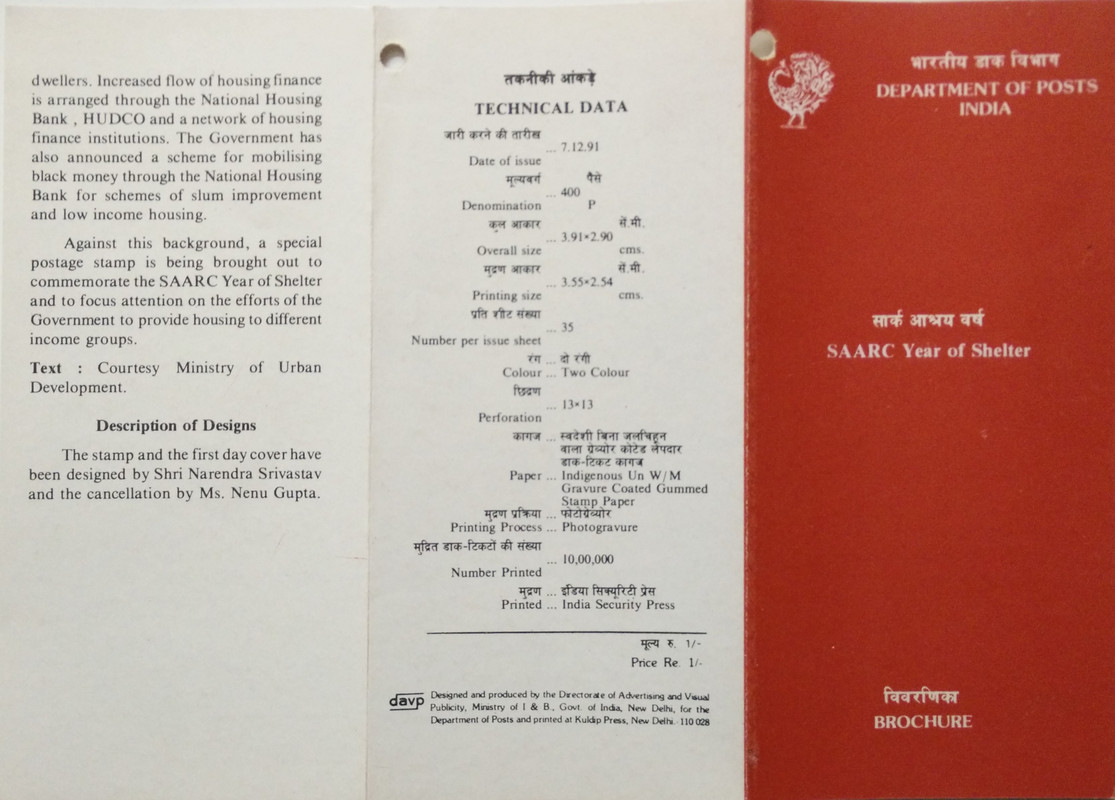 dwellers. Increased flow of housing finance
is arranged through the National Housing
Bank , HUDCO and a network of housing
finance institutions. The Government has
also announced a scheme for mobilising
black money through the National Housing
Bank for schemes of slum improvement
and low income housing.
Against this background, a special
postage stamp is being brought out to
commemorate the SAARC Year of Shelter
and to focus attention on the efforts of the
Government to provide housing to different
income groups.
Text : Courtesy Ministry of Urban
Development.
Description of Designs
The stamp and the first day cover have
been designed by Shri Narendra Srivastav
and the cancellation by Ms. Nenu Gupta.
तकनीकी आंकड़े
TECHNICAL DATA
जारी करने की तारीख
... 7.12.91
Date of issue
मूल्यवर्ग पैसे
... 400
Denomination P
कुल आकार सें.मी.
... 3.91×2.90
Overall size cms.
मुद्रण आकार सें.मी.
... 3.55×2.54
Printing size cms.
प्रति शीट संख्या
... 35
Number per issue sheet
रंग ... दो रंगी
Colour ... Two Colour
छिद्रण
... 13×13
Perforation
कागज ... स्वदेशी बिना जलचिह्न
वाला ग्रेव्योर कोटेड लेपदार
डाक-टिकट कागज
Paper ... Indigenous Un W/M
Gravure Coated Gummed
Stamp Paper
मुद्रण प्रक्रिया ... फोटोग्रेव्योर
Printing Process ... Photogravure
मुद्रित डाक-टिकटों की संख्या
... 10,00,000
Number Printed
मुद्रण ... इंडिया सिक्यूरिटी प्रेस
Printed ... India Security Press
मूल्य रु. 1/-
Price Re. 1/-
davp Designed and produced by the Directorate of Advertising and Visual
Publicity, Ministry of I & B., Govt. of India, New Delhi, for the
Department of Posts and printed at Kuldip Press, New Delhi.-110 028
भारतीय डाक विभाग
DEPARTMENT OF POSTS
INDIA
सार्क आश्रय वर्ष
SAARC Year of Shelter
विवरणिका
BROCHURE